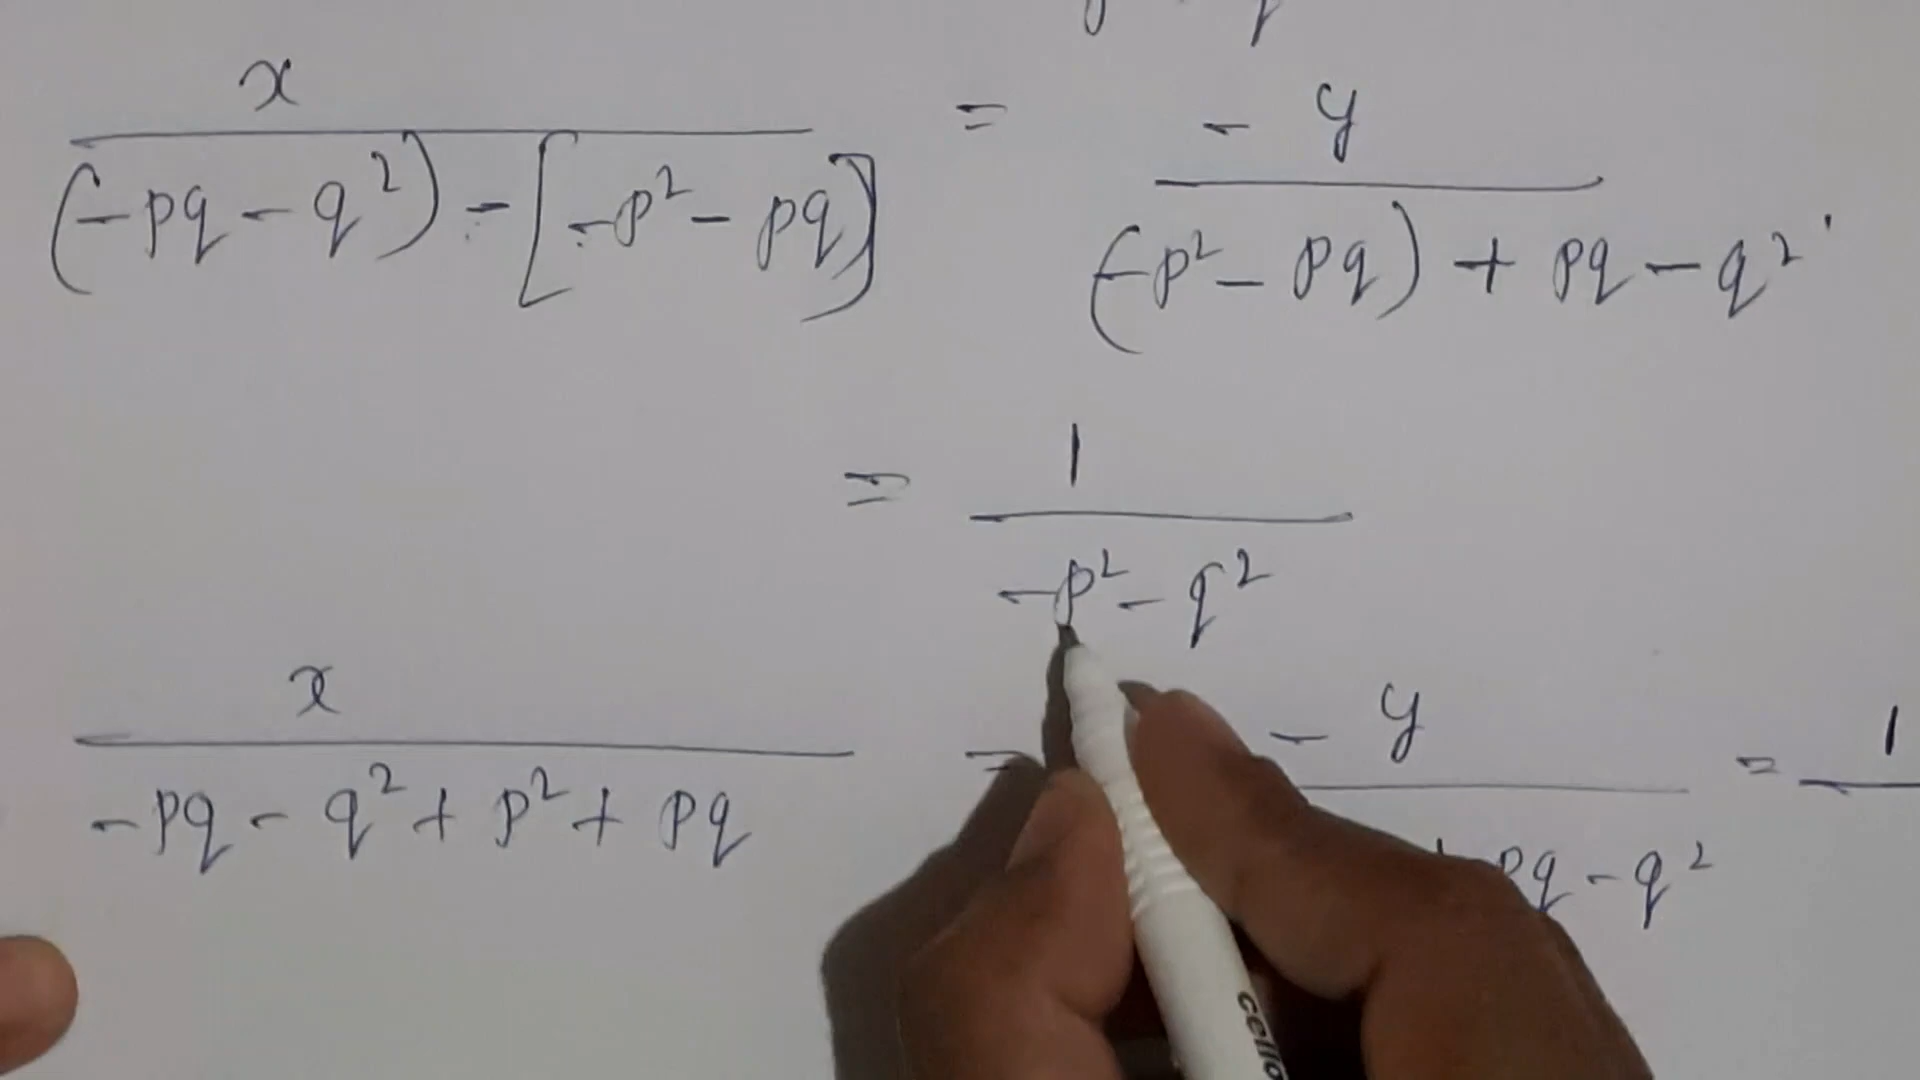 x = - y
(-pq - q²) - [-p² - pq] (-p² - pq) + pq - q²
= 1
-p² - q²
x = - y = 1
-pq - q² + p² + pq pq - q²
cello